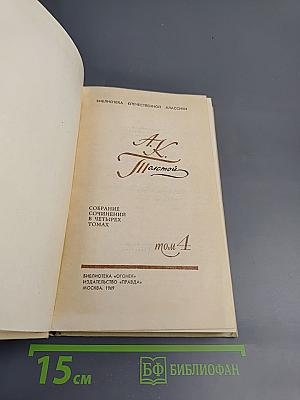 БИБЛИОТЕКА ОТЕЧЕСТВЕННОЙ КЛАССИКИ
А.
К.
Толстой
СОБРАНИЕ
СОЧИНЕНИЙ
В ЧЕТЫРЕХ
ТОМАХ
том 4
БИБЛИОТЕКА «ОГОНЕК»
ИЗДАТЕЛЬСТВО «ПРАВДА»
МОСКВА. 1969
15 см
БФ БИБЛИОФАН